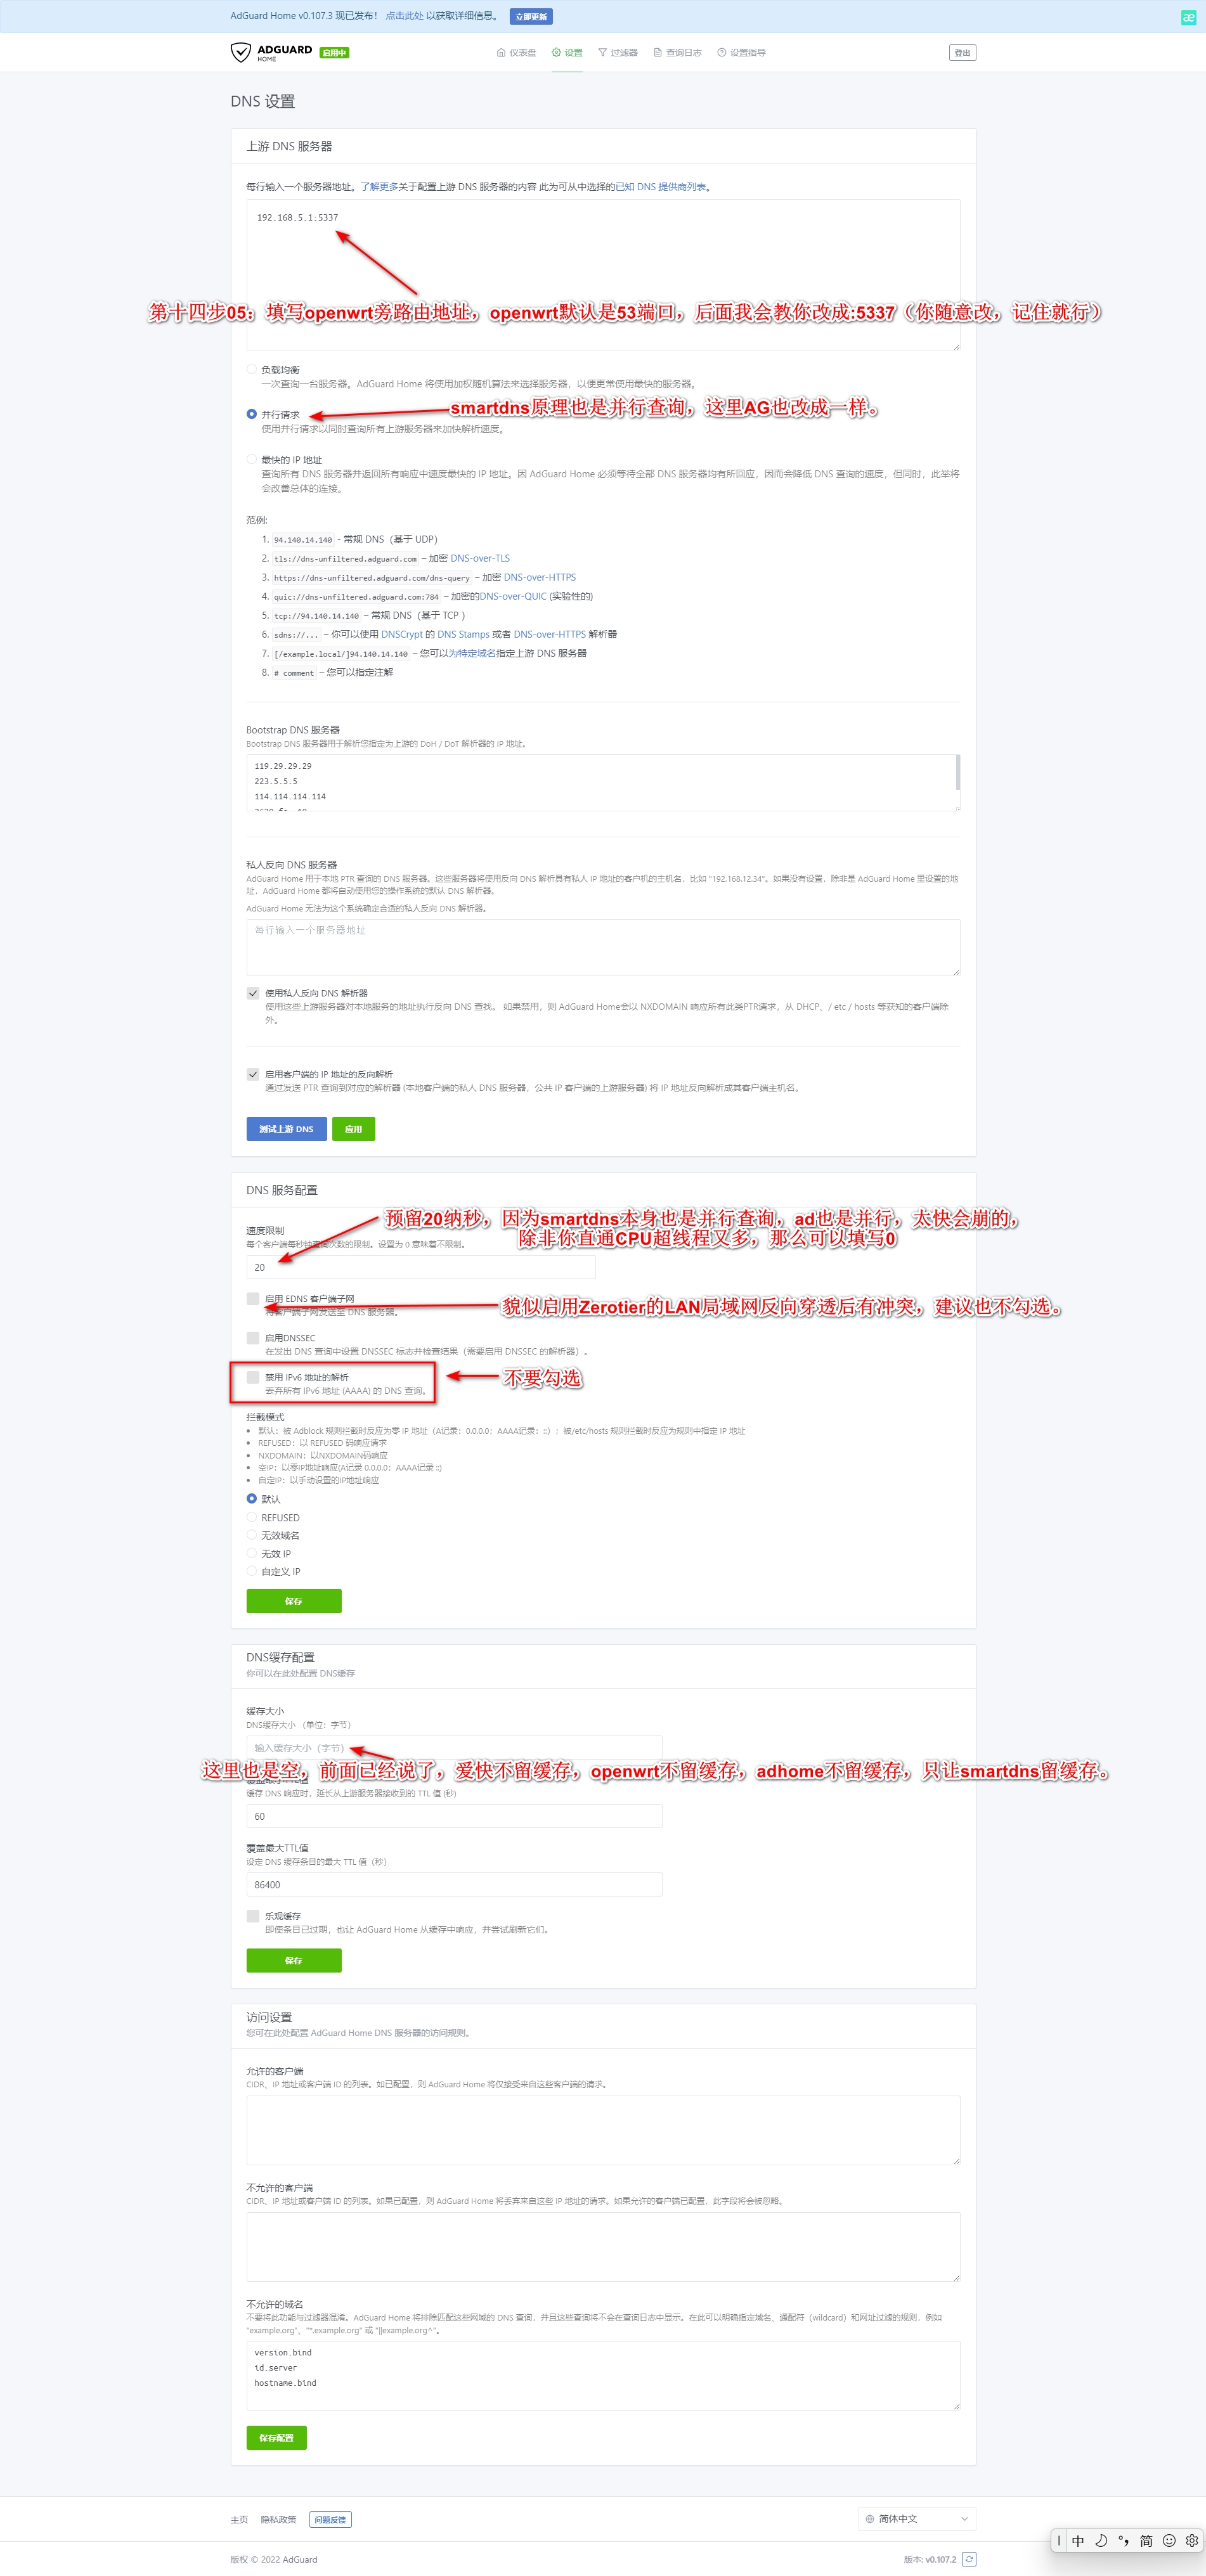 AdGuard Home v0.107.3 现已发布！ 点击此处 以获取详细信息。 立即更新
æ
ADGUARD HOME 启用中 仪表盘 设置 过滤器 查询日志 设置指导 登出
DNS 设置
上游 DNS 服务器
每行输入一个服务器地址。了解更多关于配置上游 DNS 服务器的内容 此为可从中选择的已知 DNS 提供商列表。
192.168.5.1:5337
第十四步05：填写openwrt旁路由地址，openwrt默认是53端口，后面我会教你改成:5337（你随意改，记住就行）
负载均衡
一次查询一台服务器。AdGuard Home 将使用加权随机算法来选择服务器，以便更常使用最快的服务器。
并行请求
smartdns原理也是并行查询，这里AG也改成一样。
使用并行请求以同时查询所有上游服务器来加快解析速度。
最快的 IP 地址
查询所有 DNS 服务器并返回所有响应中速度最快的 IP 地址。因 AdGuard Home 必须等待全部 DNS 服务器均有所回应，因而会降低 DNS 查询的速度，但同时，此举将
会改善总体的连接。
范例:
1. 94.140.14.140 - 常规 DNS（基于 UDP）
2. tls://dns-unfiltered.adguard.com – 加密 DNS-over-TLS
3. https://dns-unfiltered.adguard.com/dns-query – 加密 DNS-over-HTTPS
4. quic://dns-unfiltered.adguard.com:784 – 加密的DNS-over-QUIC (实验性的)
5. tcp://94.140.14.140 – 常规 DNS（基于 TCP ）
6. sdns://... – 你可以使用 DNSCrypt 的 DNS Stamps 或者 DNS-over-HTTPS 解析器
7. [/example.local/]94.140.14.140 – 您可以为特定域名指定上游 DNS 服务器
8. # comment – 您可以指定注解
Bootstrap DNS 服务器
Bootstrap DNS 服务器用于解析您指定为上游的 DoH / DoT 解析器的 IP 地址。
119.29.29.29
223.5.5.5
114.114.114.114
私人反向 DNS 服务器
AdGuard Home 用于本地 PTR 查询的 DNS 服务器。这些服务器将使用反向 DNS 解析具有私人 IP 地址的客户机的主机名，比如 "192.168.12.34"。如果没有设置，除非是 AdGuard Home 里设置的地
址，AdGuard Home 都将自动使用您的操作系统的默认 DNS 解析器。
AdGuard Home 无法为这个系统确定合适的私人反向 DNS 解析器。
每行输入一个服务器地址
使用私人反向 DNS 解析器
使用这些上游服务器对本地服务的地址执行反向 DNS 查找。 如果禁用，则 AdGuard Home会以 NXDOMAIN 响应所有此类PTR请求，从 DHCP、/ etc / hosts 等获知的客户端除
外。
启用客户端的 IP 地址的反向解析
通过发送 PTR 查询到对应的解析器 (本地客户端的私人 DNS 服务器，公共 IP 客户端的上游服务器) 将 IP 地址反向解析成其客户端主机名。
测试上游 DNS 应用
DNS 服务配置
预留20纳秒，因为smartdns本身也是并行查询，ad也是并行，太快会崩的，
除非你直通CPU超线程又多，那么可以填写0
速度限制
每个客户端每秒钟查询次数的限制。设置为 0 意味着不限制。
20
启用 EDNS 客户端子网
貌似启用Zerotier的LAN局域网反向穿透后有冲突，建议也不勾选。
将客户端子网发送至 DNS 服务器。
启用DNSSEC
在发出 DNS 查询中设置 DNSSEC 标志并检查结果（需要启用 DNSSEC 的解析器）。
禁用 IPv6 地址的解析
不要勾选
丢弃所有 IPv6 地址 (AAAA) 的 DNS 查询。
拦截模式
• 默认：被 Adblock 规则拦截时反应为零 IP 地址（A记录：0.0.0.0；AAAA记录：::）；被/etc/hosts 规则拦截时反应为规则中指定 IP 地址
• REFUSED：以 REFUSED 码响应请求
• NXDOMAIN：以NXDOMAIN码响应
• 空IP：以零IP地址响应(A记录 0.0.0.0；AAAA记录 ::)
• 自定IP：以手动设置的IP地址响应
默认
REFUSED
无效域名
无效 IP
自定义 IP
保存
DNS缓存配置
你可以在此处配置 DNS缓存
缓存大小
DNS缓存大小 （单位：字节）
输入缓存大小（字节）
这里也是空，前面已经说了，爱快不留缓存，openwrt不留缓存，adhome不留缓存，只让smartdns留缓存。
缓存 DNS 响应时，延长从上游服务器接收到的 TTL 值 (秒)
60
覆盖最大TTL值
设定 DNS 缓存条目的最大 TTL 值（秒）
86400
乐观缓存
即便条目已过期，也让 AdGuard Home 从缓存中响应，并尝试刷新它们。
保存
访问设置
您可在此处配置 AdGuard Home DNS 服务器的访问规则。
允许的客户端
CIDR、IP 地址或客户端 ID 的列表。如已配置，则 AdGuard Home 将仅接受来自这些客户端的请求。
不允许的客户端
CIDR、IP 地址或客户端 ID 的列表。如果已配置，则 AdGuard Home 将丢弃来自这些 IP 地址的请求。如果允许的客户端已配置，此字段将会被忽略。
不允许的域名
不要将此功能与过滤器混淆。AdGuard Home 将排除匹配这些网域的 DNS 查询，并且这些查询将不会在查询日志中显示。在此可以明确指定域名、通配符（wildcard）和网址过滤的规则，例如
"example.org"、"*.example.org" 或 "||example.org^"。
version.bind
id.server
hostname.bind
保存配置
主页 隐私政策 问题反馈 简体中文
中 简
版权 © 2022 AdGuard 版本: v0.107.2